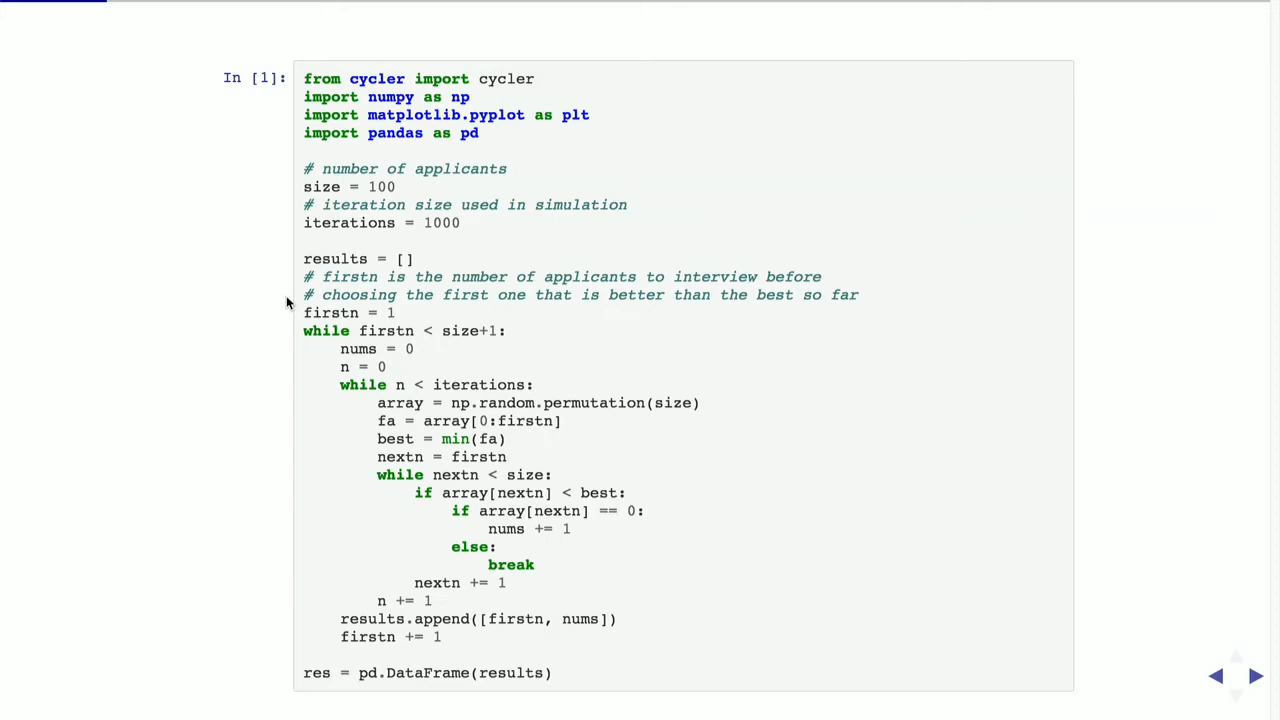 In [1]:
from cycler import cycler
import numpy as np
import matplotlib.pyplot as plt
import pandas as pd
# number of applicants
size = 100
# iteration size used in simulation
iterations = 1000
results = []
# firstn is the number of applicants to interview before
# choosing the first one that is better than the best so far
firstn = 1
while firstn < size+1:
    nums = 0
    n = 0
    while n < iterations:
        array = np.random.permutation(size)
        fa = array[0:firstn]
        best = min(fa)
        nextn = firstn
        while nextn < size:
            if array[nextn] < best:
                if array[nextn] == 0:
                    nums += 1
                else:
                    break
            nextn += 1
        n += 1
    results.append([firstn, nums])
    firstn += 1
res = pd.DataFrame(results)